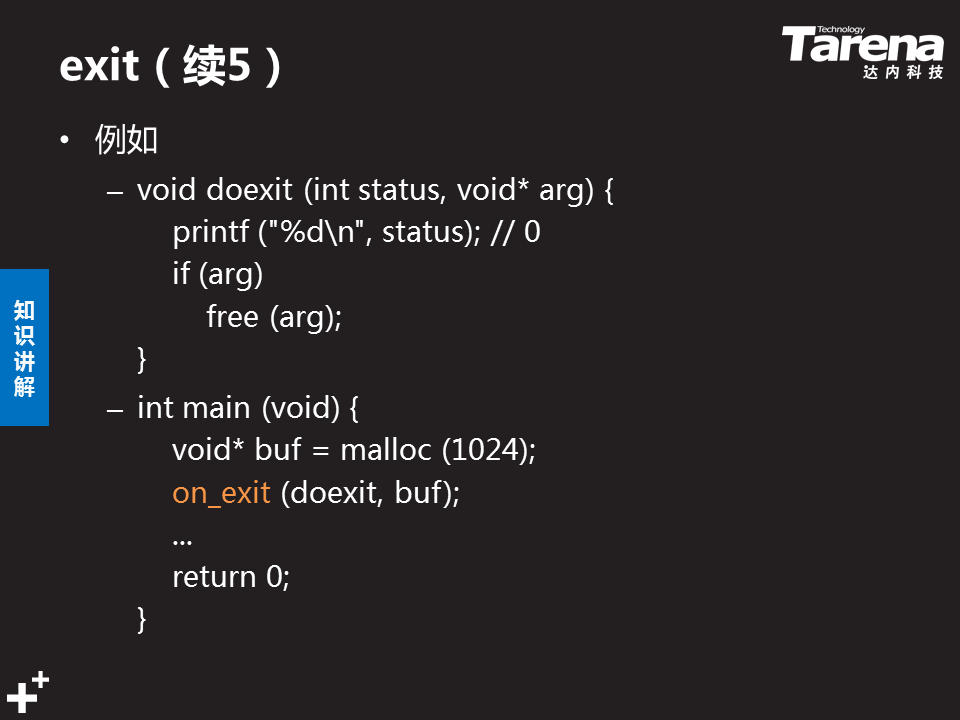 exit（续5）
Technology
Tarena
达内科技
• 例如
– void doexit (int status, void* arg) {
printf ("%d\n", status); // 0
if (arg)
free (arg);
}
– int main (void) {
void* buf = malloc (1024);
on_exit (doexit, buf);
...
return 0;
}
知识讲解